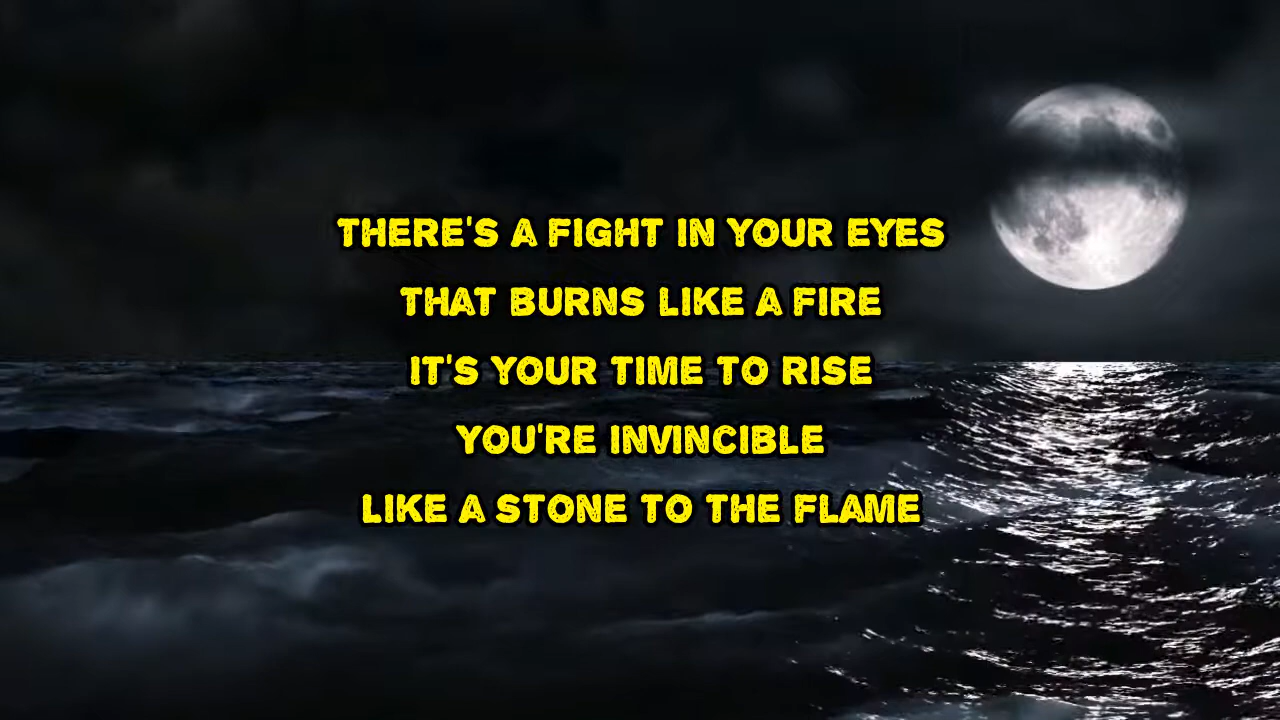 THERE'S A FIGHT IN YOUR EYES
THAT BURNS LIKE A FIRE
IT'S YOUR TIME TO RISE
YOU'RE INVINCIBLE
LIKE A STONE TO THE FLAME